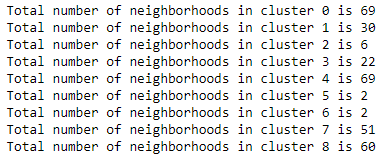 Total number of neighborhoods in cluster 0 is 69
Total number of neighborhoods in cluster 1 is 30
Total number of neighborhoods in cluster 2 is 6
Total number of neighborhoods in cluster 3 is 22
Total number of neighborhoods in cluster 4 is 69
Total number of neighborhoods in cluster 5 is 2
Total number of neighborhoods in cluster 6 is 2
Total number of neighborhoods in cluster 7 is 51
Total number of neighborhoods in cluster 8 is 60